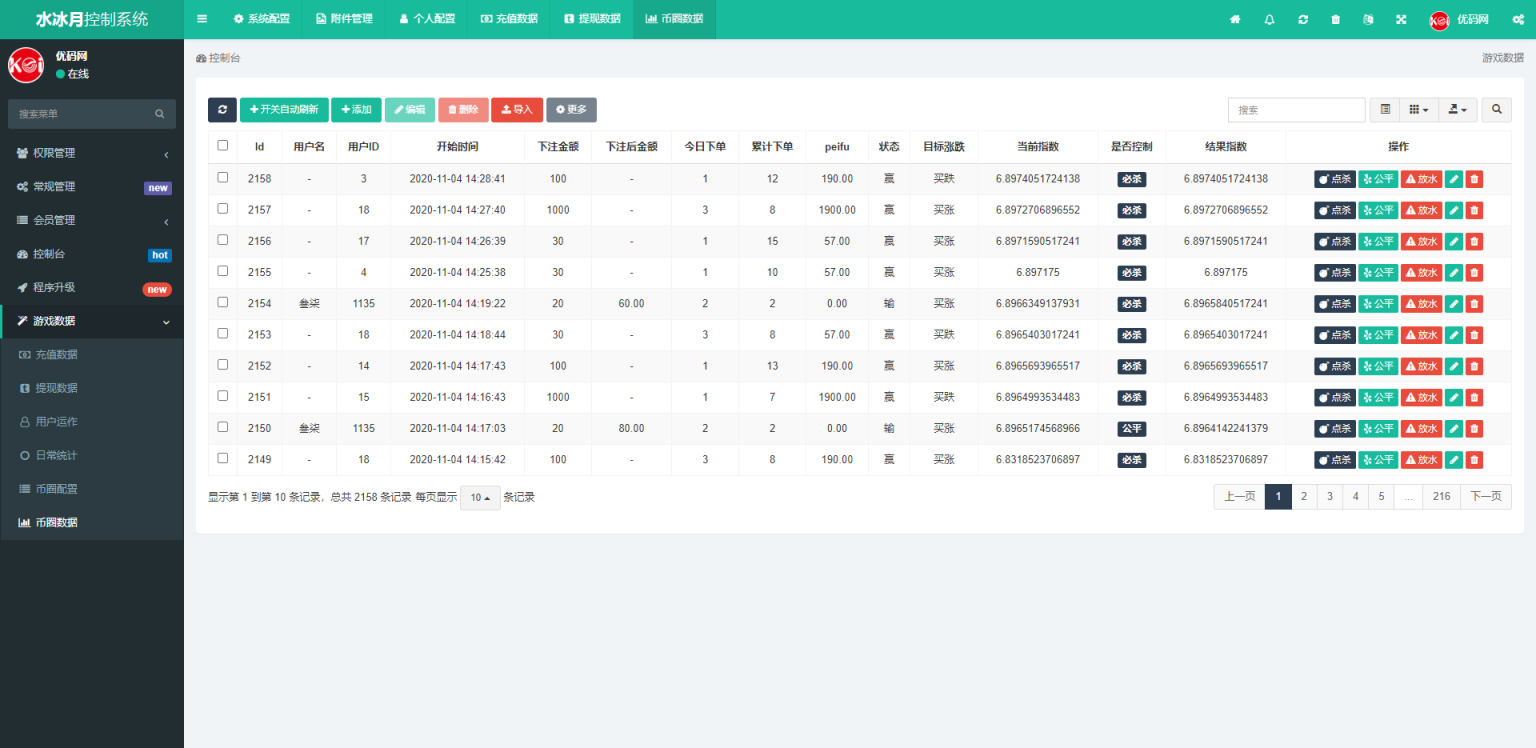 水冰月控制系统 系统配置 附件管理 个人配置 充值数据 提现数据 币圈数据 优码网
优码网
在线
搜索菜单
权限管理
常规管理 new
会员管理
控制台 hot
程序升级 new
游戏数据
充值数据
提现数据
用户运作
日常统计
币圈配置
币圈数据
控制台 游戏数据
开关自动刷新 添加 编辑 删除 导入 更多 搜索
Id 用户名 用户ID 开始时间 下注金额 下注后金额 今日下单 累计下单 peifu 状态 目标涨跌 当前指数 是否控制 结果指数 操作
2158 - 3 2020-11-04 14:28:41 100 - 1 12 190.00 赢 买跌 6.8974051724138 必杀 6.8974051724138 点杀 公平 放水
2157 - 18 2020-11-04 14:27:40 1000 - 3 8 1900.00 赢 买涨 6.8972706896552 必杀 6.8972706896552 点杀 公平 放水
2156 - 17 2020-11-04 14:26:39 30 - 1 15 57.00 赢 买涨 6.8971590517241 必杀 6.8971590517241 点杀 公平 放水
2155 - 4 2020-11-04 14:25:38 30 - 1 10 57.00 赢 买涨 6.897175 必杀 6.897175 点杀 公平 放水
2154 叁柒 1135 2020-11-04 14:19:22 20 60.00 2 2 0.00 输 买涨 6.8966349137931 必杀 6.8965840517241 点杀 公平 放水
2153 - 18 2020-11-04 14:18:44 30 - 3 8 57.00 赢 买跌 6.8965403017241 必杀 6.8965403017241 点杀 公平 放水
2152 - 14 2020-11-04 14:17:43 100 - 1 13 190.00 赢 买涨 6.8965693965517 必杀 6.8965693965517 点杀 公平 放水
2151 - 15 2020-11-04 14:16:43 1000 - 1 7 1900.00 赢 买涨 6.8964993534483 必杀 6.8964993534483 点杀 公平 放水
2150 叁柒 1135 2020-11-04 14:17:03 20 80.00 2 2 0.00 输 买涨 6.8965174568966 公平 6.8964142241379 点杀 公平 放水
2149 - 18 2020-11-04 14:15:42 100 - 3 8 190.00 赢 买涨 6.8318523706897 必杀 6.8318523706897 点杀 公平 放水
显示第 1 到第 10 条记录，总共 2158 条记录 每页显示 10 条记录 上一页 1 2 3 4 5 ... 216 下一页